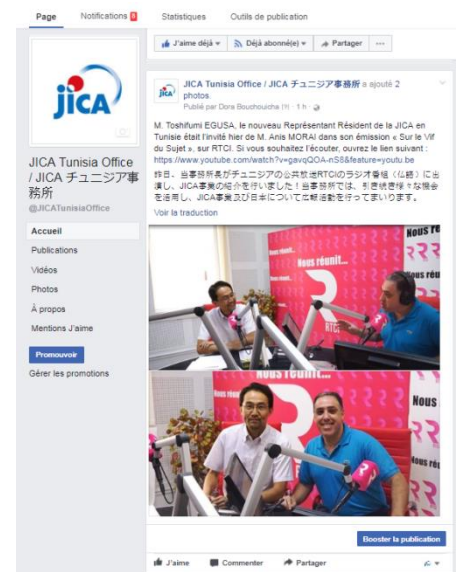 Page
Notifications 8
Statistiques
Outils de publication
J'aime déjà
Déjà abonné(e)
Partager
JICA
JICA Tunisia Office
/ JICA チュニジア事
務所
@JICATunisiaOffice
Accueil
Publications
Vidéos
Photos
À propos
Mentions J'aime
Promouvoir
Gérer les promotions
JICA Tunisia Office / JICA チュニジア事務所 a ajouté 2
photos.
Publié par Dora Bouchoucha [?] · 1 h ·
M. Toshifumi EGUSA, le nouveau Représentant Résident de la JICA en
Tunisie était l'invité hier de M. Anis MORAI dans son émission « Sur le Vif
du Sujet », sur RTCI. Si vous souhaitez l'écouter, ouvrez le lien suivant :
https://www.youtube.com/watch?v=gavqQOA-nS8&feature=youtu.be
昨日、当事務所長がチュニジアの公共放送RTCIのラジオ番組（仏語）に出
演し、JICA事業の紹介を行いました！当事務所では、引き続き様々な機会
を活用し、JICA事業及び日本について広報活動を行ってまいります。
Voir la traduction
Nous réunit...
Nous ré
RTCI
Nous réunit...
Nous
Nous réu
Booster la publication
J'aime
Commenter
Partager